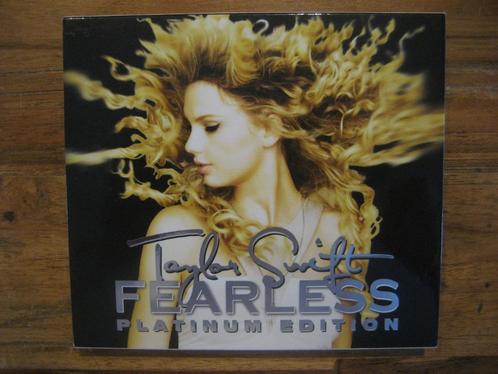 Taylor Swift
FEARLESS
PLATINUM EDITION